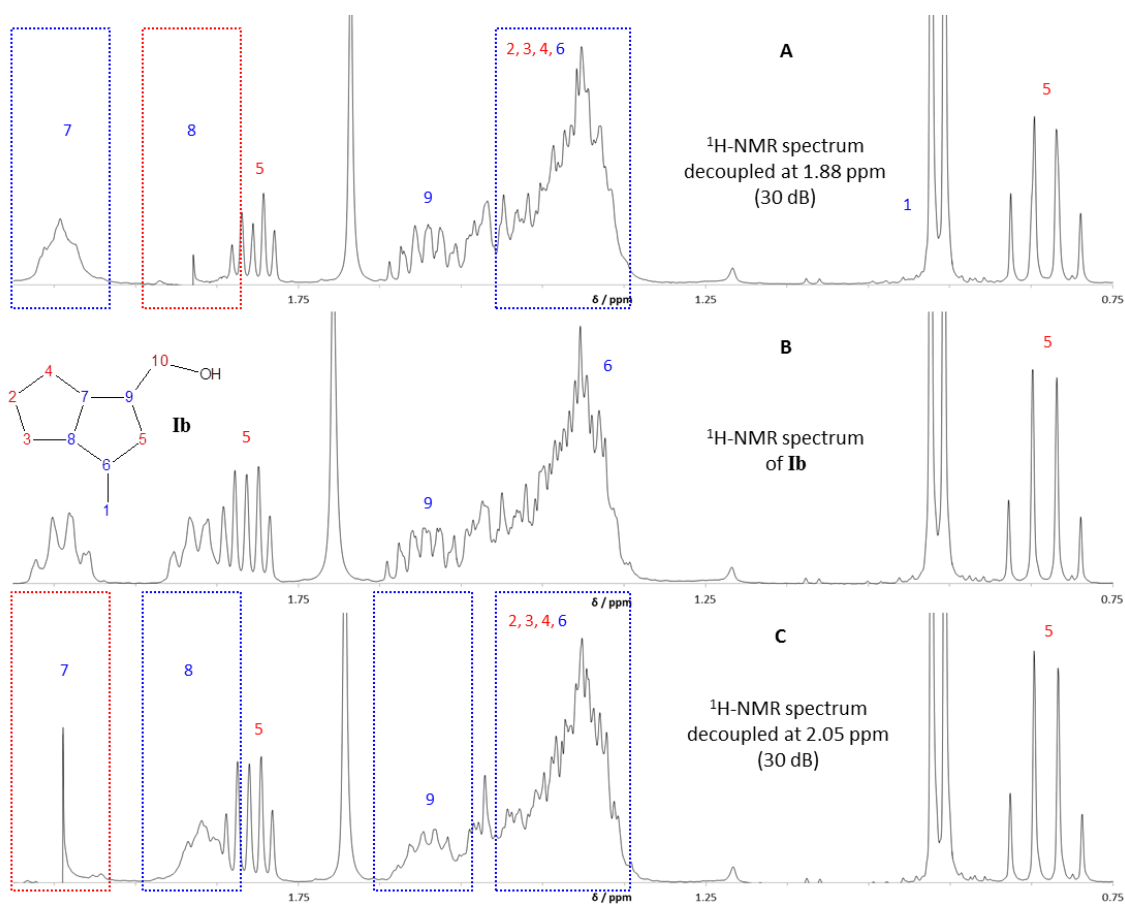 2, 3, 4, 6
A
7
8
5
9
1
5
¹H-NMR spectrum
decoupled at 1.88 ppm
(30 dB)
1.75
δ / ppm
1.25
0.75
B
10
OH
4
2
7
9
Ib
3
8
5
6
1
5
9
6
5
¹H-NMR spectrum
of Ib
1.75
δ / ppm
1.25
0.75
2, 3, 4, 6
C
7
8
5
9
5
¹H-NMR spectrum
decoupled at 2.05 ppm
(30 dB)
1.75
δ / ppm
1.25
0.75